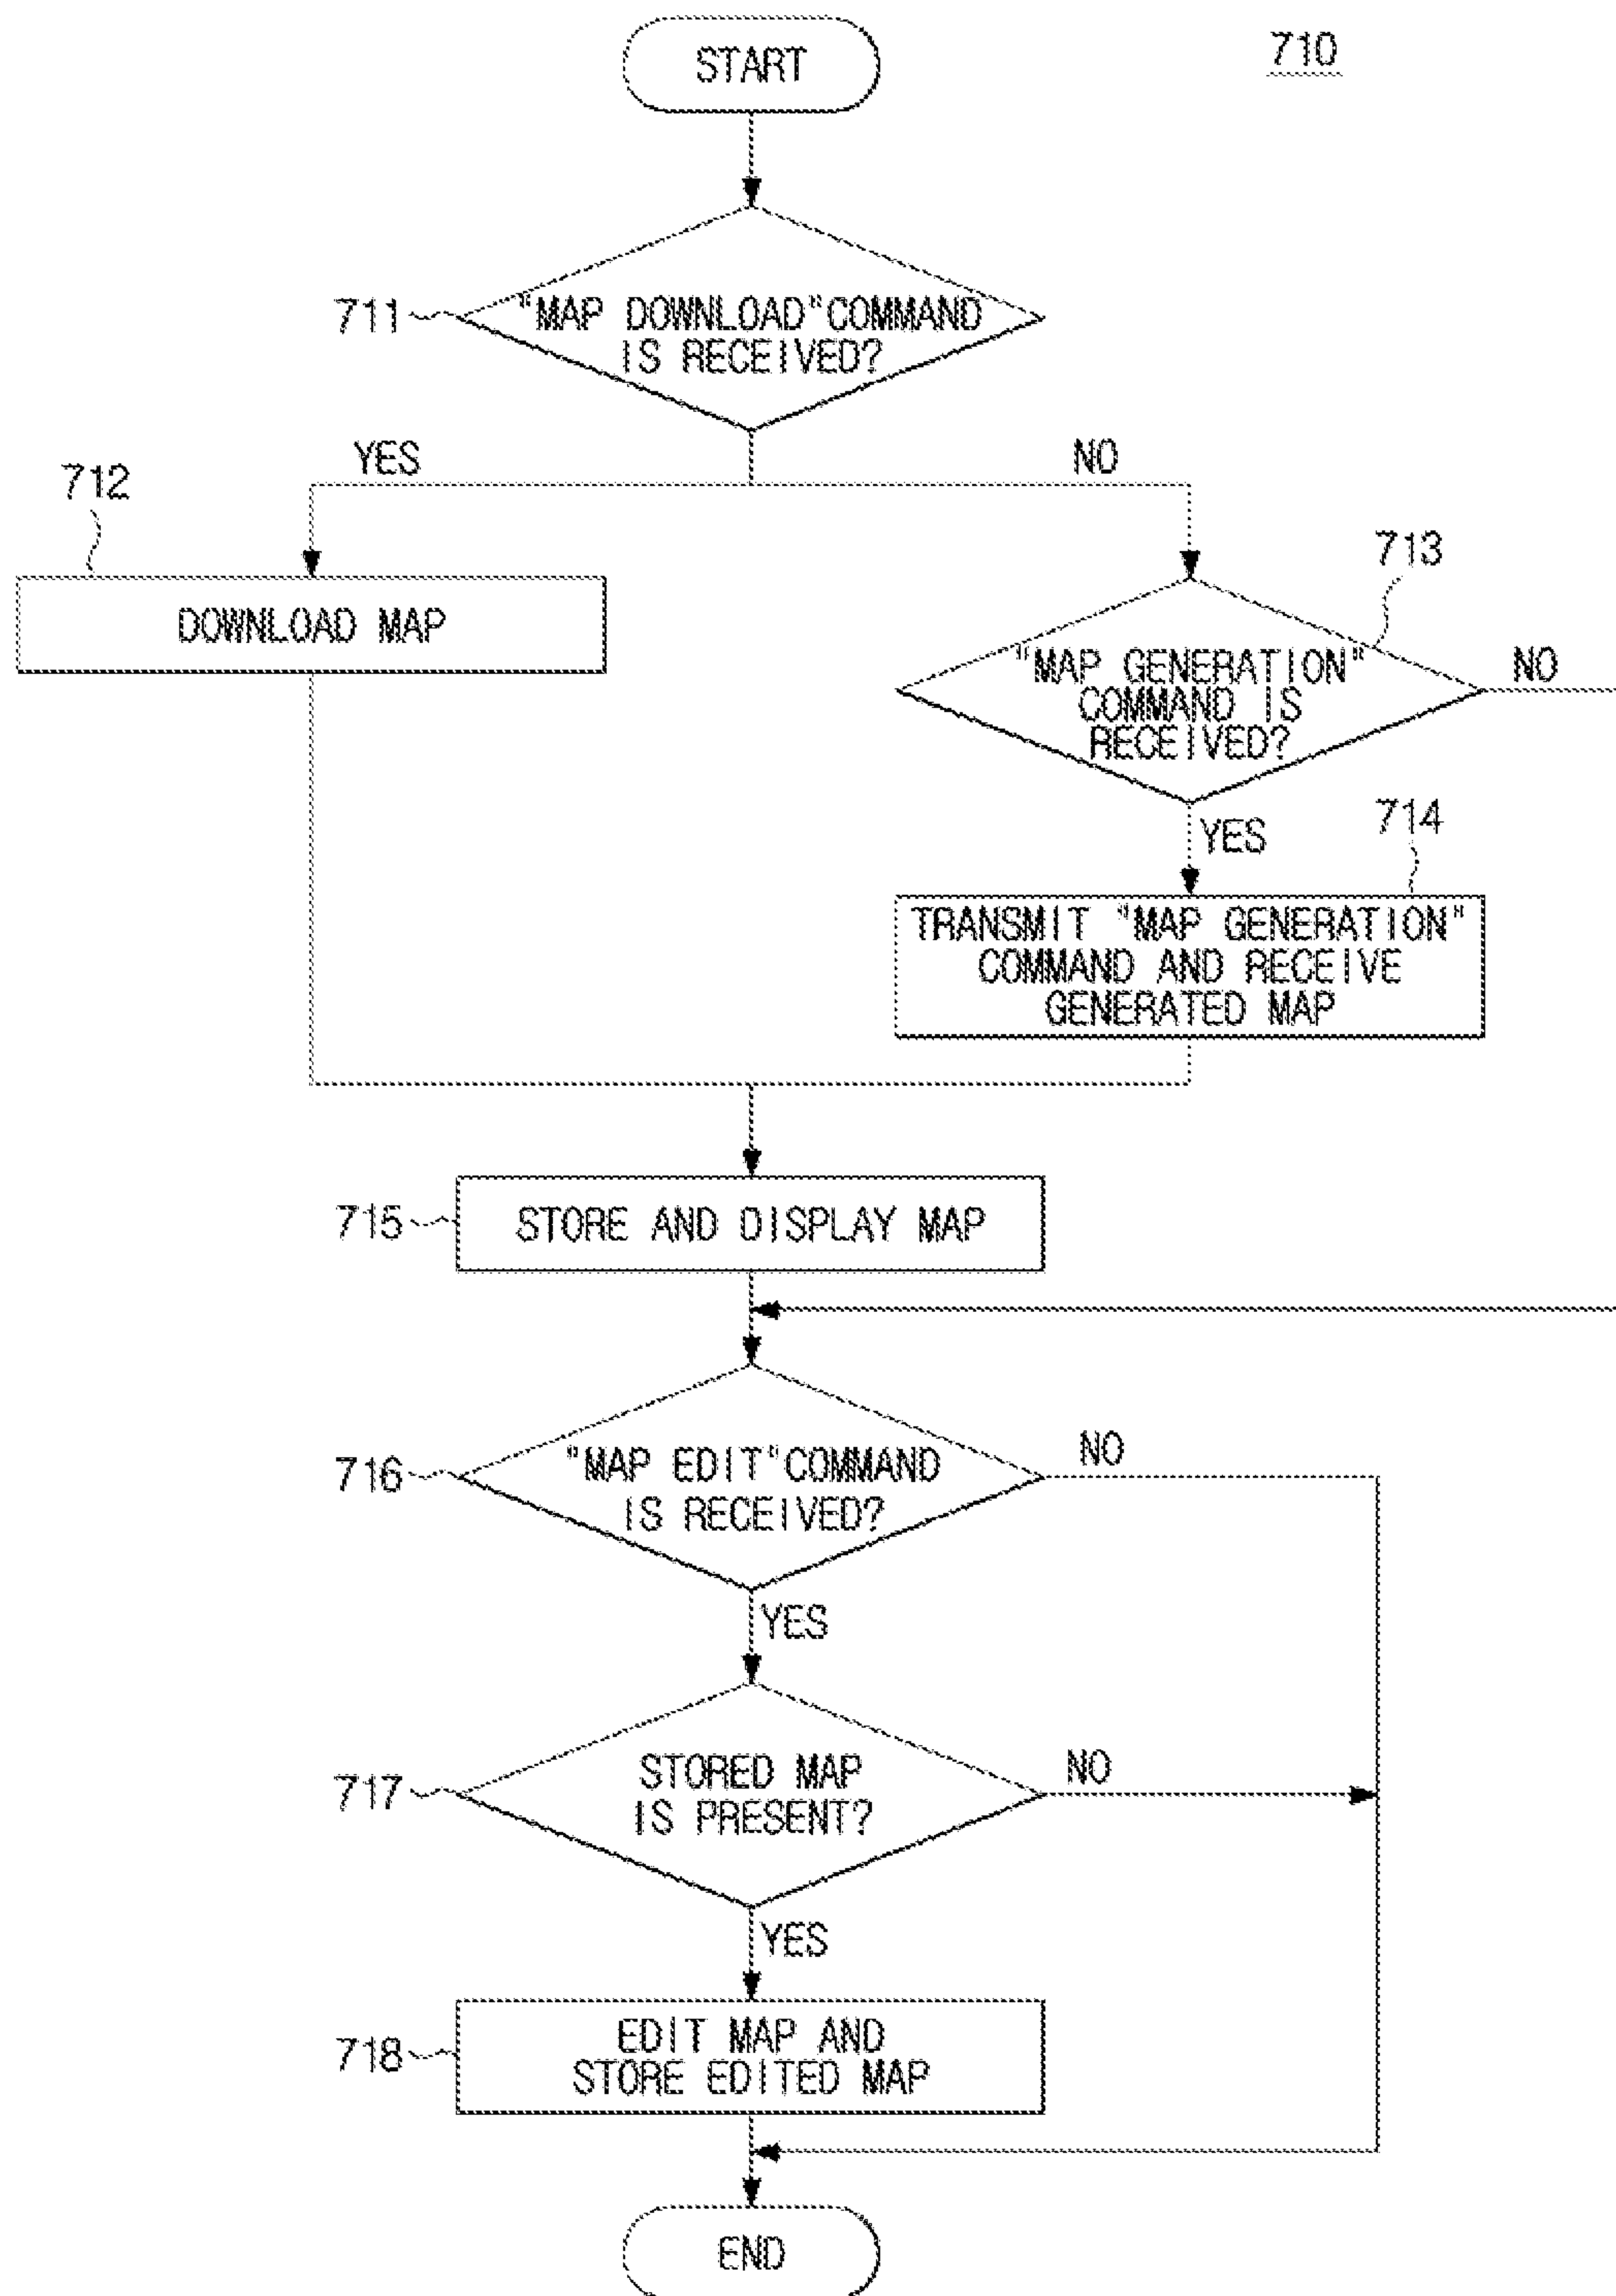 START
710
711
"MAP DOWNLOAD"COMMAND
IS RECEIVED?
YES
NO
712
DOWNLOAD MAP
713
"MAP GENERATION"
COMMAND IS
RECEIVED?
NO
YES
714
TRANSMIT "MAP GENERATION"
COMMAND AND RECEIVE
GENERATED MAP
715
STORE AND DISPLAY MAP
716
"MAP EDIT"COMMAND
IS RECEIVED?
NO
YES
717
STORED MAP
IS PRESENT?
NO
YES
718
EDIT MAP AND
STORE EDITED MAP
END